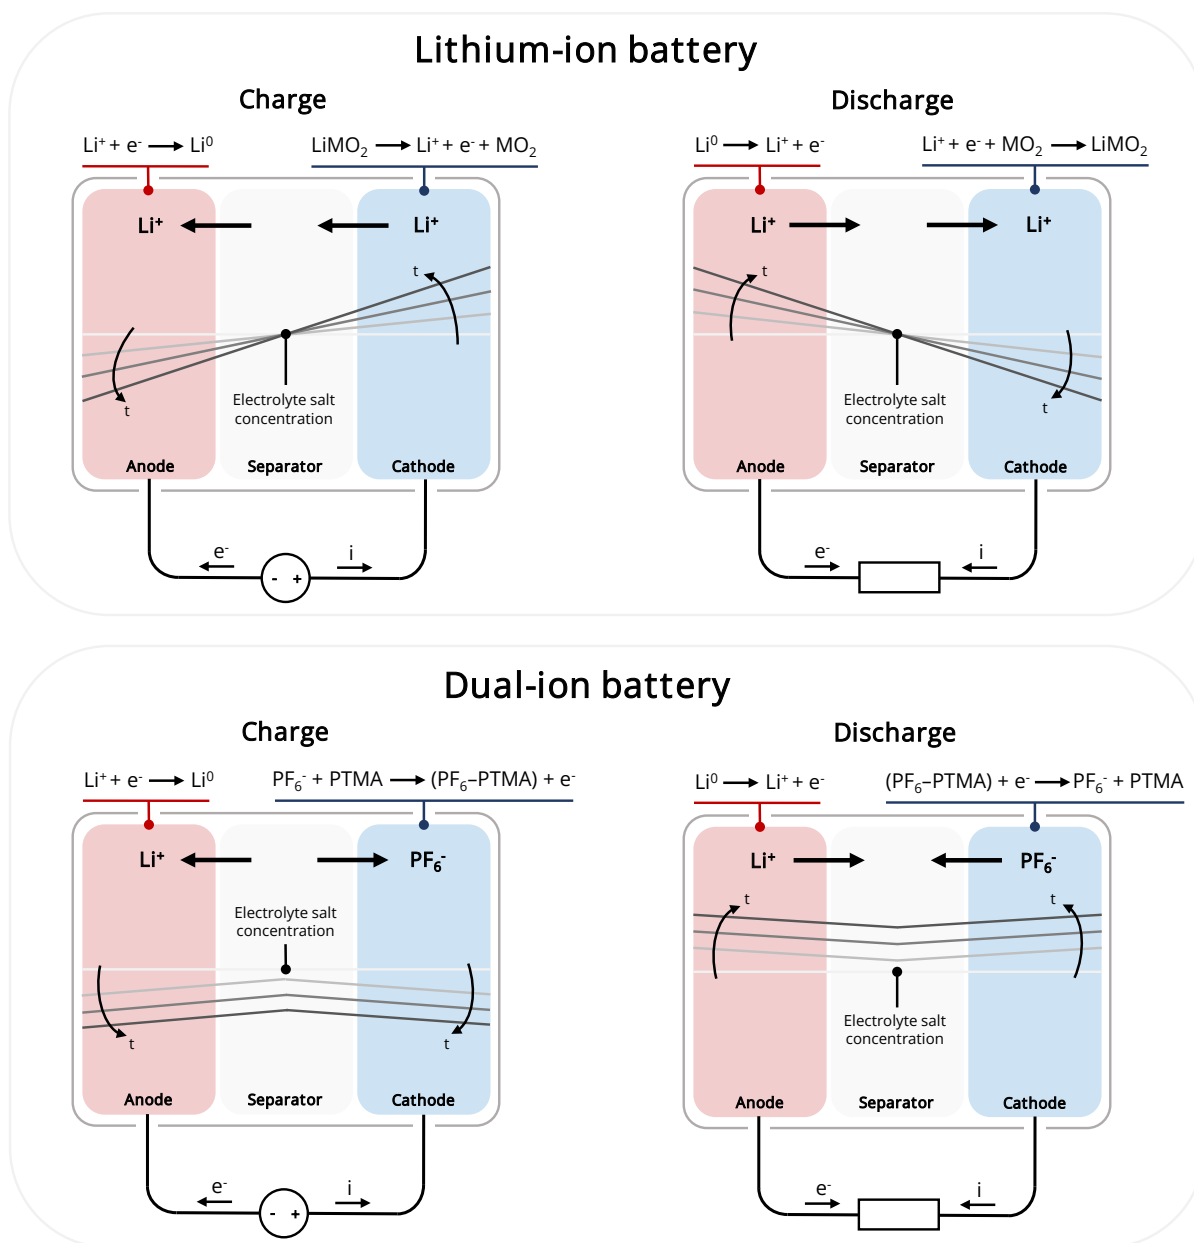 Lithium-ion battery
Charge
Li⁺ + e⁻ ⟶ Li⁰
LiMO₂ ⟶ Li⁺ + e⁻ + MO₂
Li⁺
Li⁺
t
t
Electrolyte salt
concentration
Anode
Separator
Cathode
e⁻
i
- +
Discharge
Li⁰ ⟶ Li⁺ + e⁻
Li⁺ + e⁻ + MO₂ ⟶ LiMO₂
Li⁺
Li⁺
t
t
Electrolyte salt
concentration
Anode
Separator
Cathode
e⁻
i
Dual-ion battery
Charge
Li⁺ + e⁻ ⟶ Li⁰
PF₆⁻ + PTMA ⟶ (PF₆–PTMA) + e⁻
Li⁺
PF₆⁻
Electrolyte salt
concentration
t
t
Anode
Separator
Cathode
e⁻
i
- +
Discharge
Li⁰ ⟶ Li⁺ + e⁻
(PF₆–PTMA) + e⁻ ⟶ PF₆⁻ + PTMA
Li⁺
PF₆⁻
t
t
Electrolyte salt
concentration
Anode
Separator
Cathode
e⁻
i